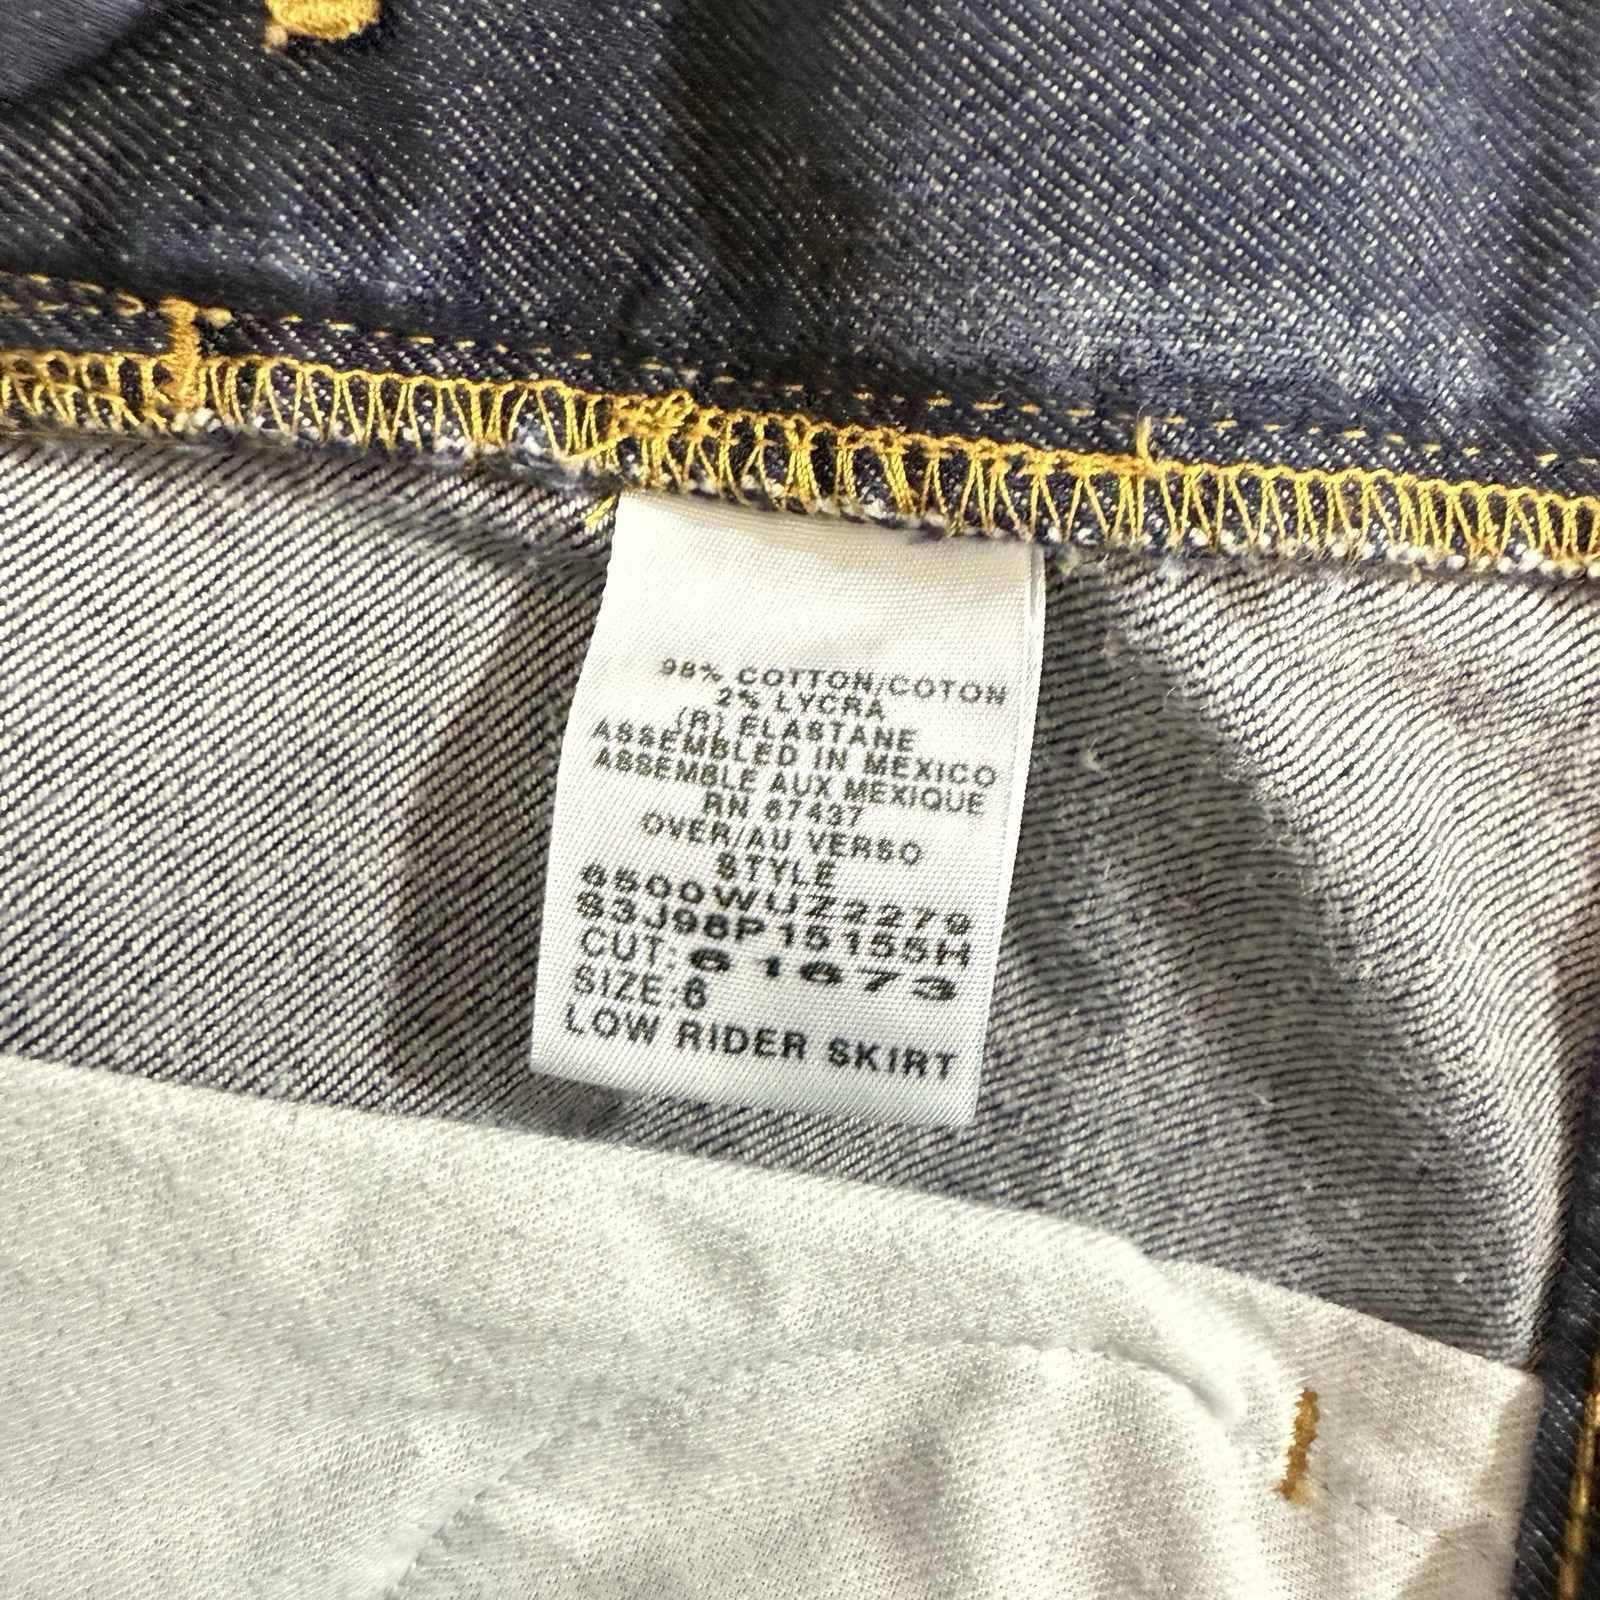 98% COTTON/COTON
2% LYCRA
(R) ELASTANE
ASSEMBLED IN MEXICO
ASSEMBLE AUX MEXIQUE
RN 67437
OVER/AU VERSO
STYLE
6500WUZ2279
S3J98P15155H
CUT: 61673
SIZE:6
LOW RIDER SKIRT